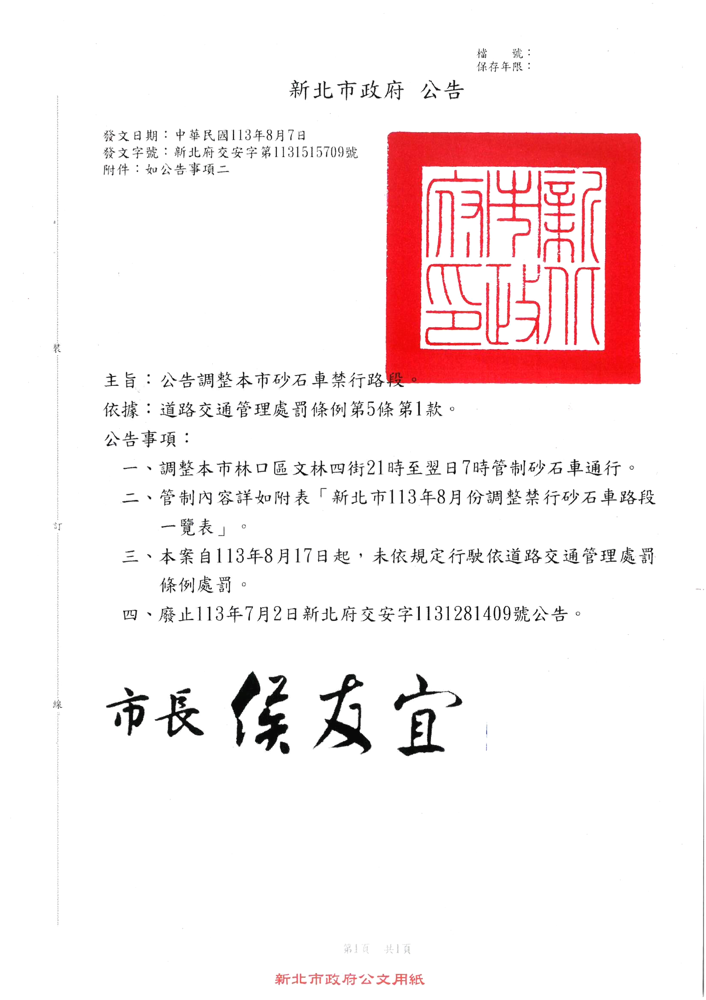 檔　　號：
保存年限：
新北市政府 公告
發文日期：中華民國113年8月7日
發文字號：新北府交安字第1131515709號
附件：如公告事項二
新北市政府印
主旨：公告調整本市砂石車禁行路段。
依據：道路交通管理處罰條例第5條第1款。
公告事項：
一、調整本市林口區文林四街21時至翌日7時管制砂石車通行。
二、管制內容詳如附表「新北市113年8月份調整禁行砂石車路段
一覽表」。
三、本案自113年8月17日起，未依規定行駛依道路交通管理處罰
條例處罰。
四、廢止113年7月2日新北府交安字1131281409號公告。
市長 侯友宜
裝
訂
線
第1頁　共1頁
新北市政府公文用紙